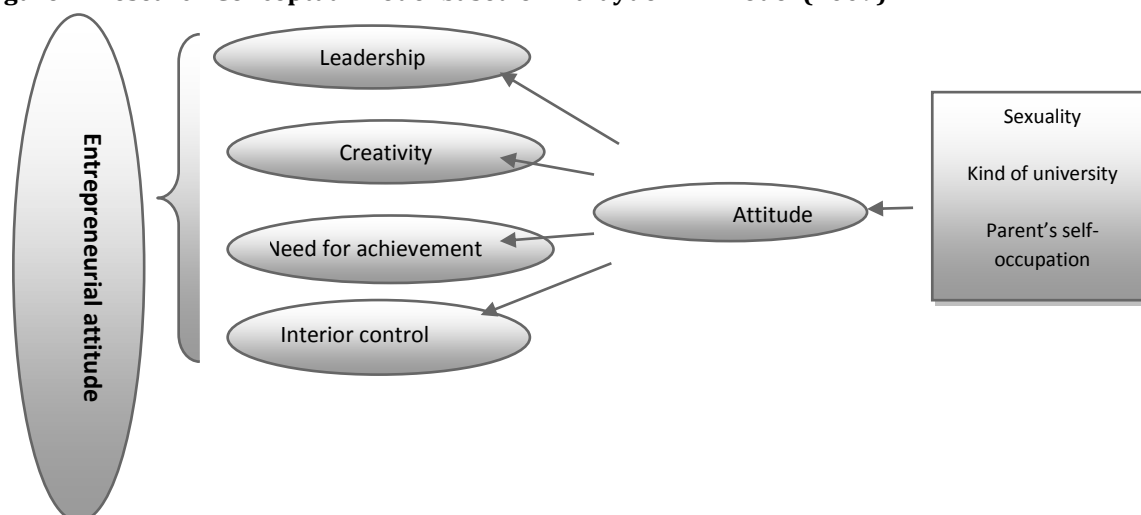 Leadership
Creativity
Need for achievement
Interior control
Entrepreneurial attitude
Attitude
Sexuality
Kind of university
Parent's self-
occupation